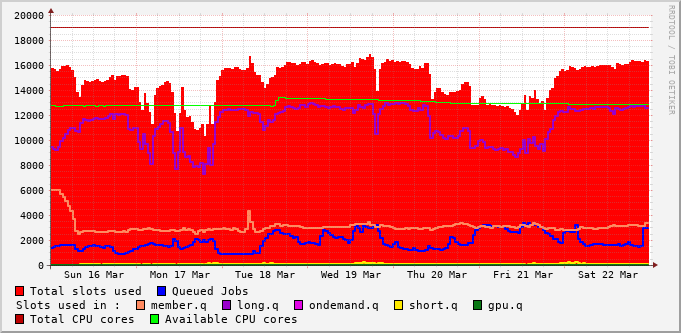 20000
18000
16000
14000
12000
10000
8000
6000
4000
2000
0
Sun 16 Mar Mon 17 Mar Tue 18 Mar Wed 19 Mar Thu 20 Mar Fri 21 Mar Sat 22 Mar
Total slots used Queued Jobs
Slots used in : member.q long.q ondemand.q short.q gpu.q
Total CPU cores Available CPU cores
RRDTOOL / TOBI OETIKER